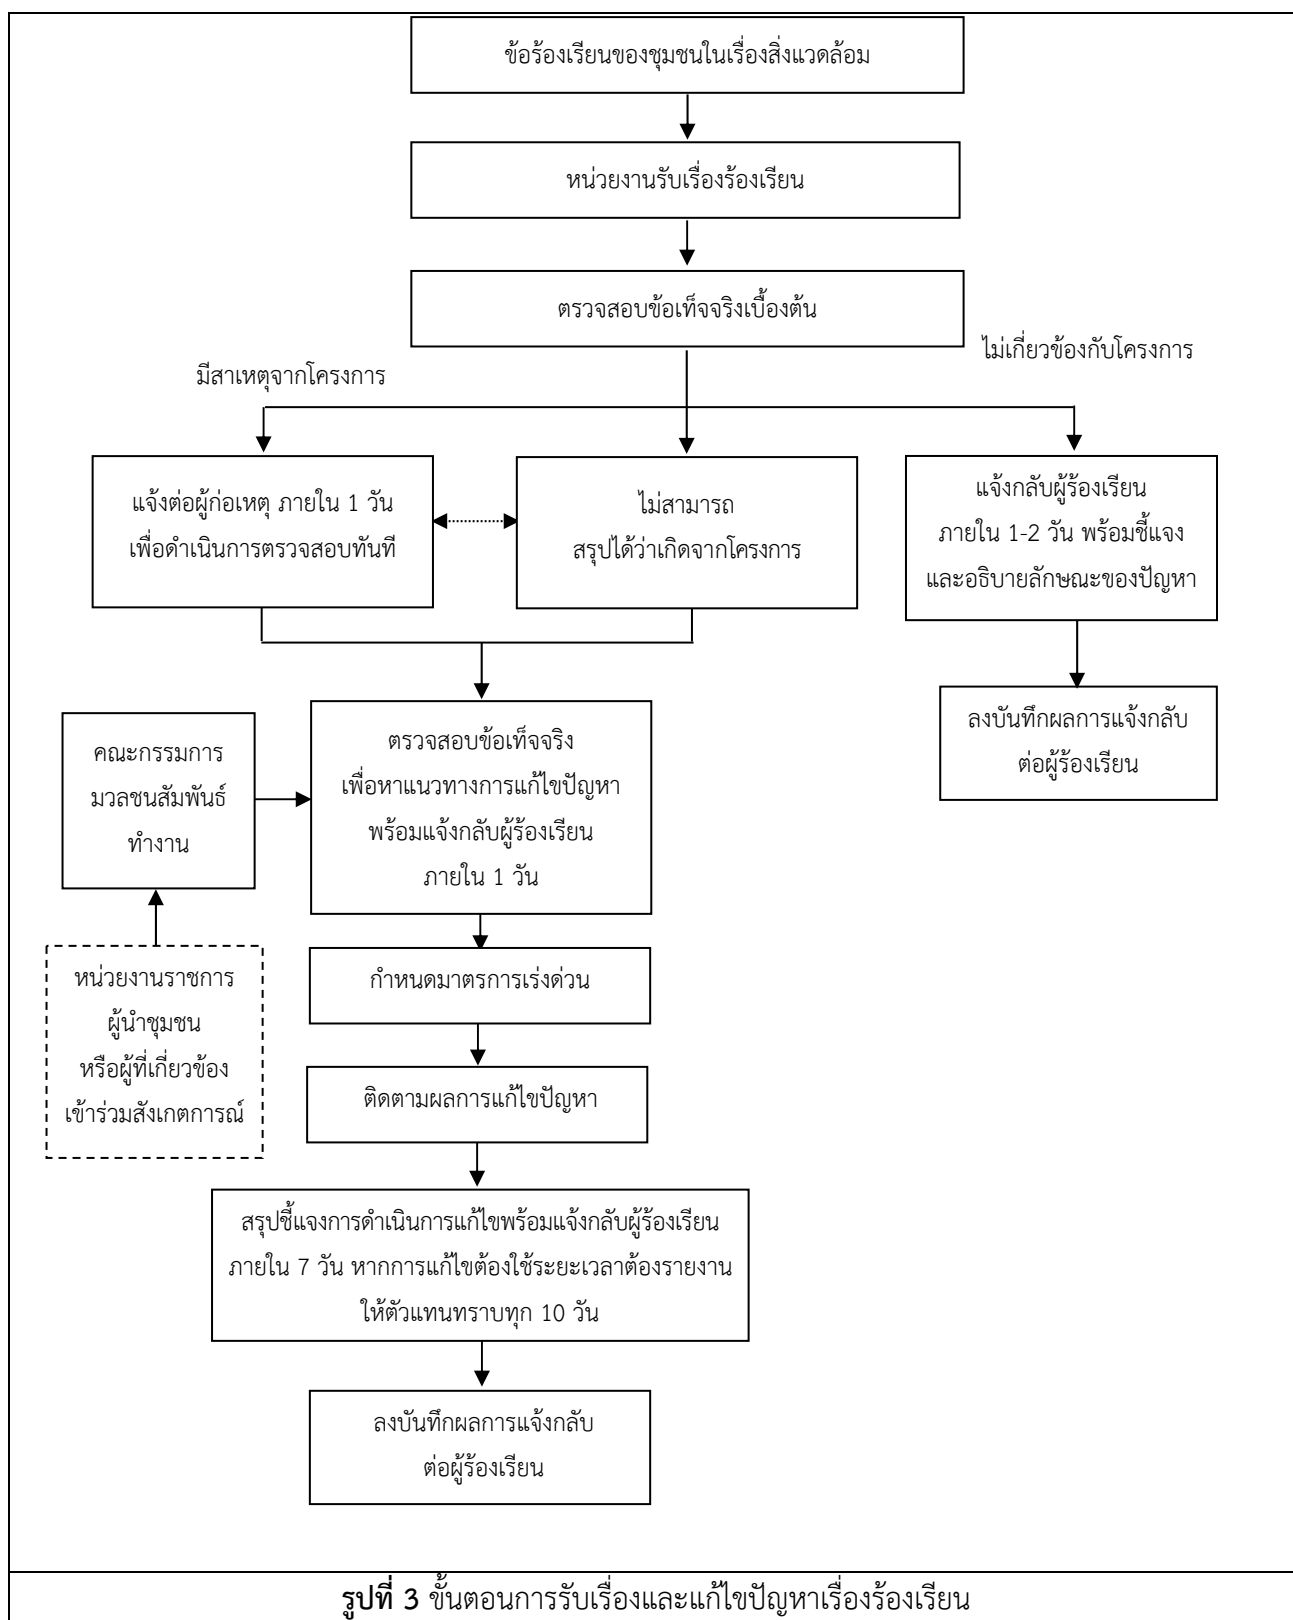 ข้อร้องเรียนของชุมชนในเรื่องสิ่งแวดล้อม
หน่วยงานรับเรื่องร้องเรียน
ตรวจสอบข้อเท็จจริงเบื้องต้น
ไม่เกี่ยวข้องกับโครงการ
มีสาเหตุจากโครงการ
แจ้งต่อผู้ก่อเหตุ ภายใน 1 วัน
เพื่อดำเนินการตรวจสอบทันที
ไม่สามารถ
สรุปได้ว่าเกิดจากโครงการ
แจ้งกลับผู้ร้องเรียน
ภายใน 1-2 วัน พร้อมชี้แจง
และอธิบายลักษณะของปัญหา
ลงบันทึกผลการแจ้งกลับ
ต่อผู้ร้องเรียน
คณะกรรมการ
มวลชนสัมพันธ์
ทำงาน
ตรวจสอบข้อเท็จจริง
เพื่อหาแนวทางการแก้ไขปัญหา
พร้อมแจ้งกลับผู้ร้องเรียน
ภายใน 1 วัน
หน่วยงานราชการ
ผู้นำชุมชน
หรือผู้ที่เกี่ยวข้อง
เข้าร่วมสังเกตการณ์
กำหนดมาตรการเร่งด่วน
ติดตามผลการแก้ไขปัญหา
สรุปชี้แจงการดำเนินการแก้ไขพร้อมแจ้งกลับผู้ร้องเรียน
ภายใน 7 วัน หากการแก้ไขต้องใช้ระยะเวลาต้องรายงาน
ให้ตัวแทนทราบทุก 10 วัน
ลงบันทึกผลการแจ้งกลับ
ต่อผู้ร้องเรียน
รูปที่ 3 ขั้นตอนการรับเรื่องและแก้ไขปัญหาเรื่องร้องเรียน